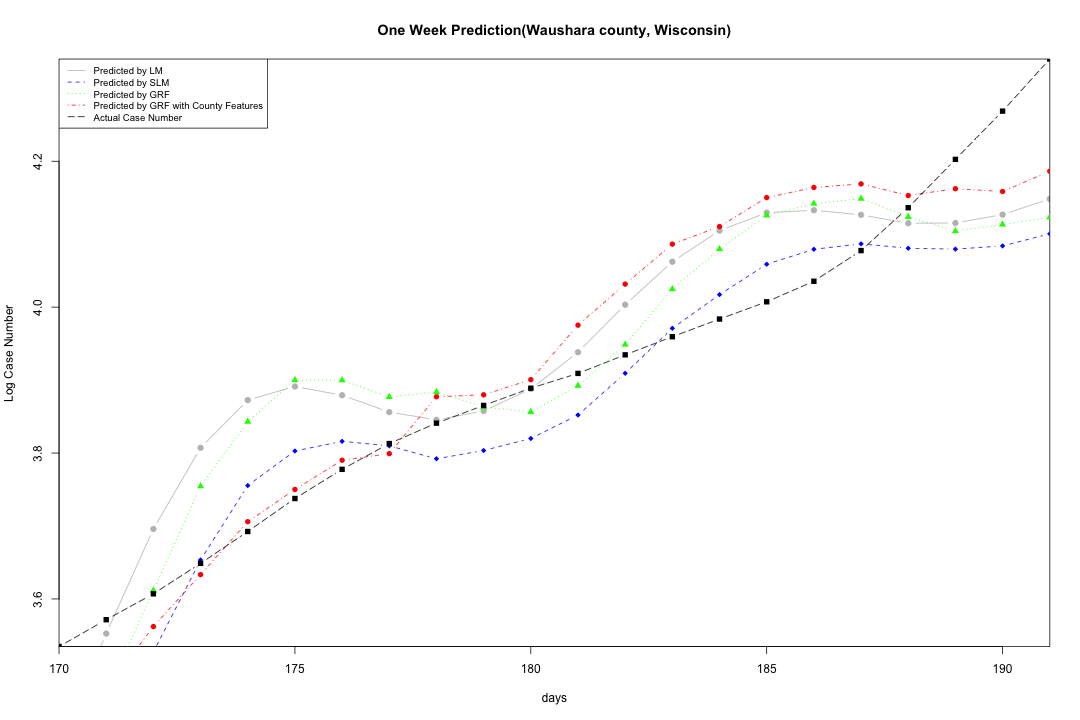 One Week Prediction(Waushara county, Wisconsin)
Predicted by LM
Predicted by SLM
Predicted by GRF
Predicted by GRF with County Features
Actual Case Number
Log Case Number
4.2
4.0
3.8
3.6
170 175 180 185 190
days